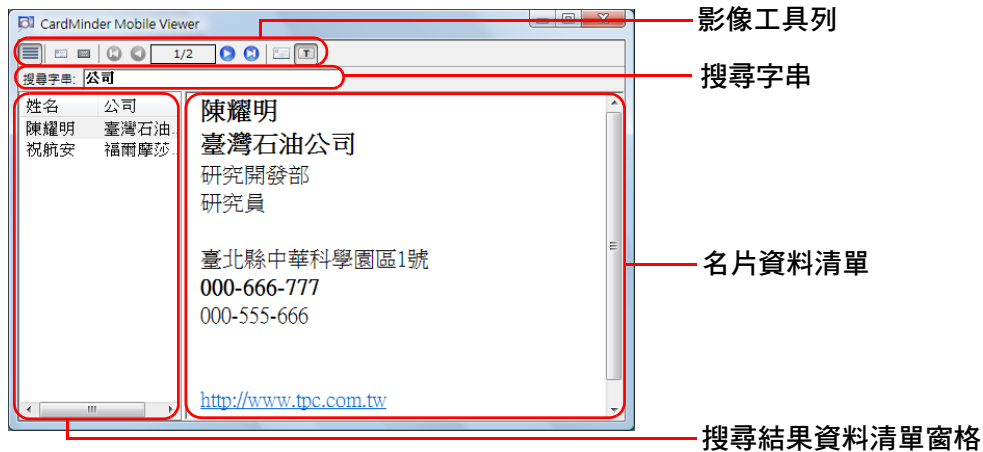 CardMinder Mobile Viewer
影像工具列
1/2
T
搜尋字串: 公司
搜尋字串
姓名 公司
陳耀明 臺灣石油..
祝航安 福爾摩莎..
陳耀明
臺灣石油公司
研究開發部
研究員
臺北縣中華科學園區1號
000-666-777
000-555-666
http://www.tpc.com.tw
名片資料清單
搜尋結果資料清單窗格